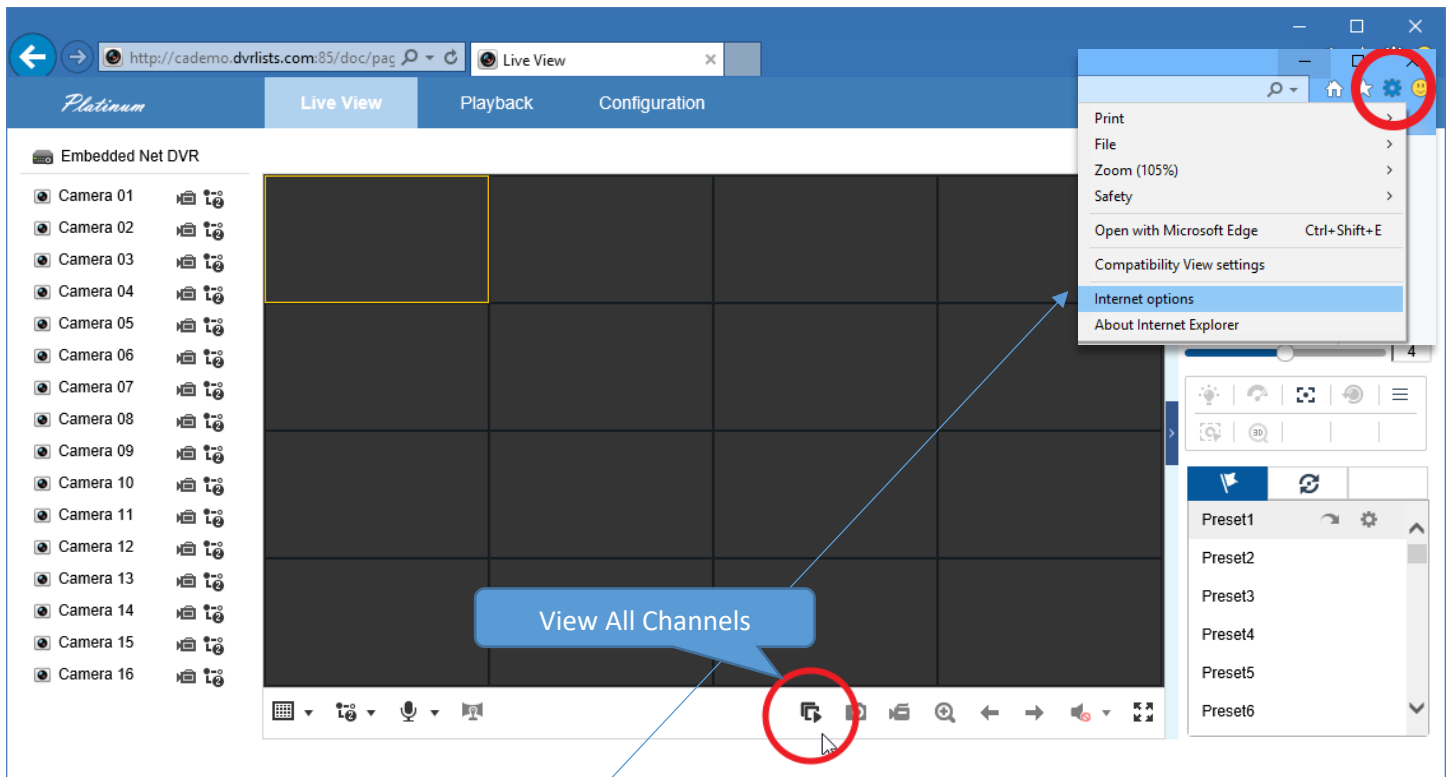 http://cademo.dvrlists.com:85/doc/pag
Live View
Platinum
Live View
Playback
Configuration
Print
File
Zoom (105%)
Safety
Open with Microsoft Edge Ctrl+Shift+E
Compatibility View settings
Internet options
About Internet Explorer
Embedded Net DVR
Camera 01
Camera 02
Camera 03
Camera 04
Camera 05
Camera 06
Camera 07
Camera 08
Camera 09
Camera 10
Camera 11
Camera 12
Camera 13
Camera 14
Camera 15
Camera 16
4
3D
Preset1
Preset2
Preset3
Preset4
Preset5
Preset6
View All Channels